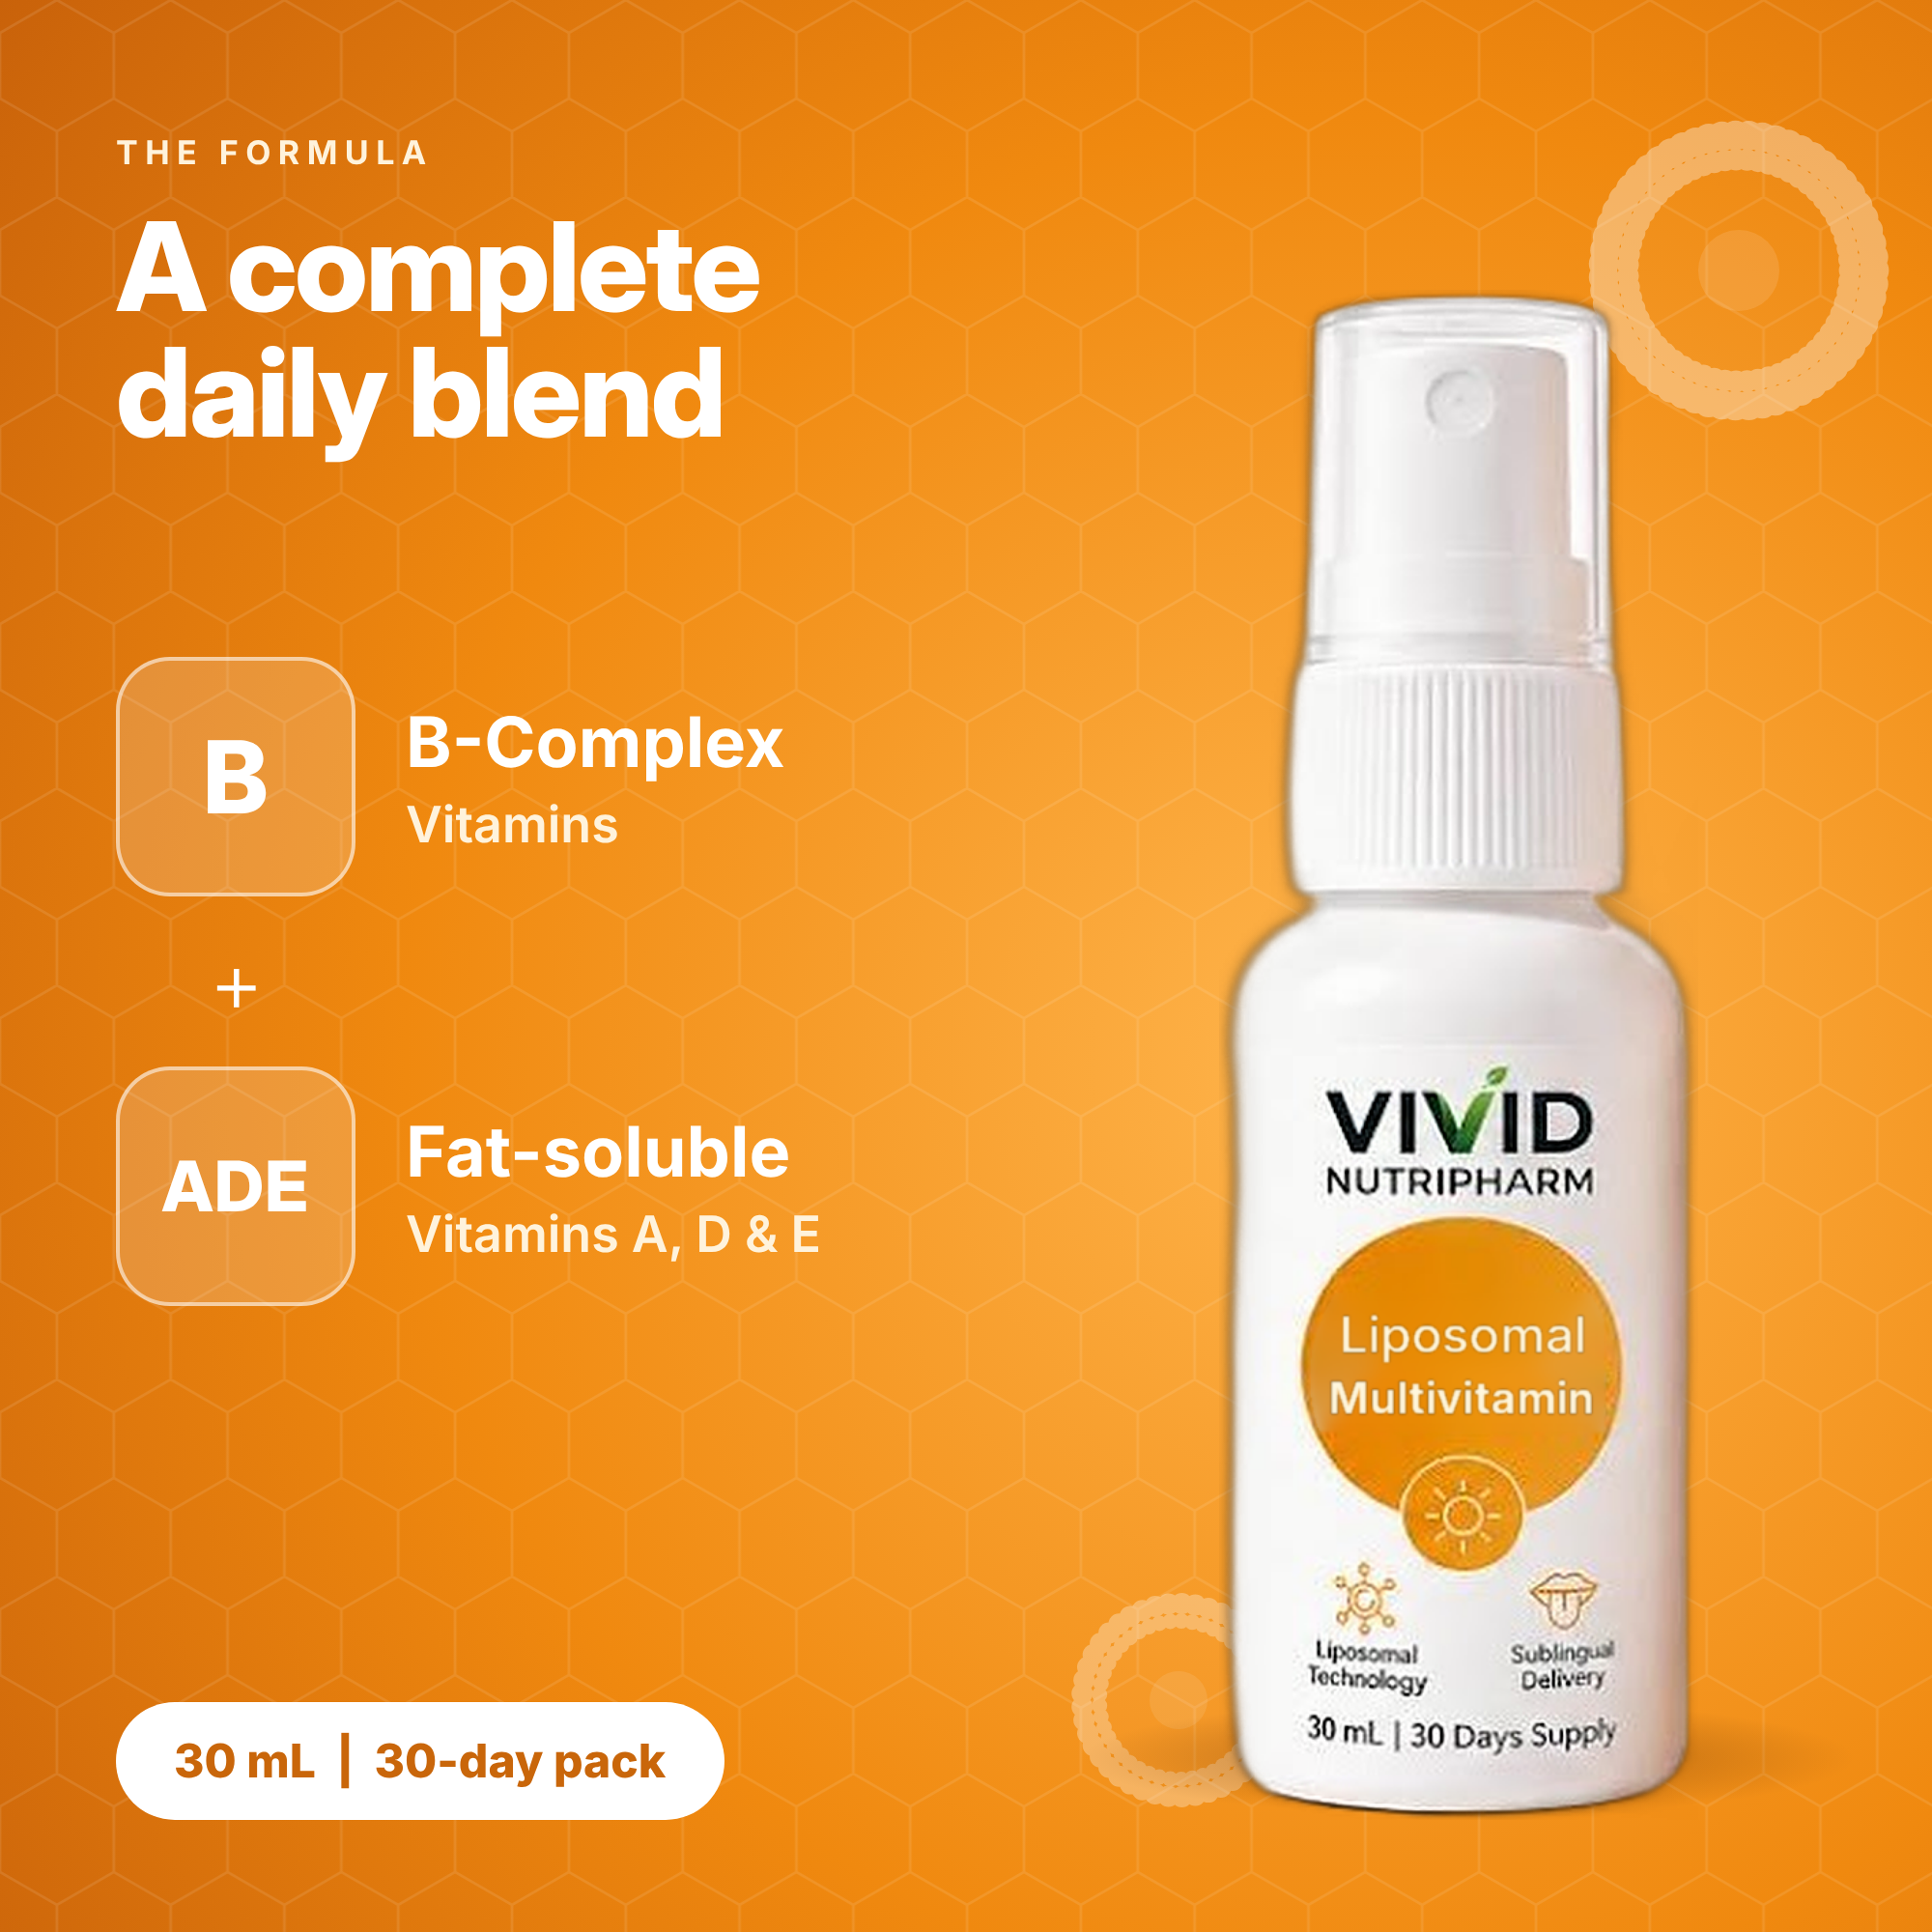 THE FORMULA
A complete
daily blend
B
B-Complex
Vitamins
+
ADE
Fat-soluble
Vitamins A, D & E
30 mL | 30-day pack
VIVID
NUTRIPHARM
Liposomal
Multivitamin
Liposomal
Technology
Sublingual
Delivery
30 mL | 30 Days Supply